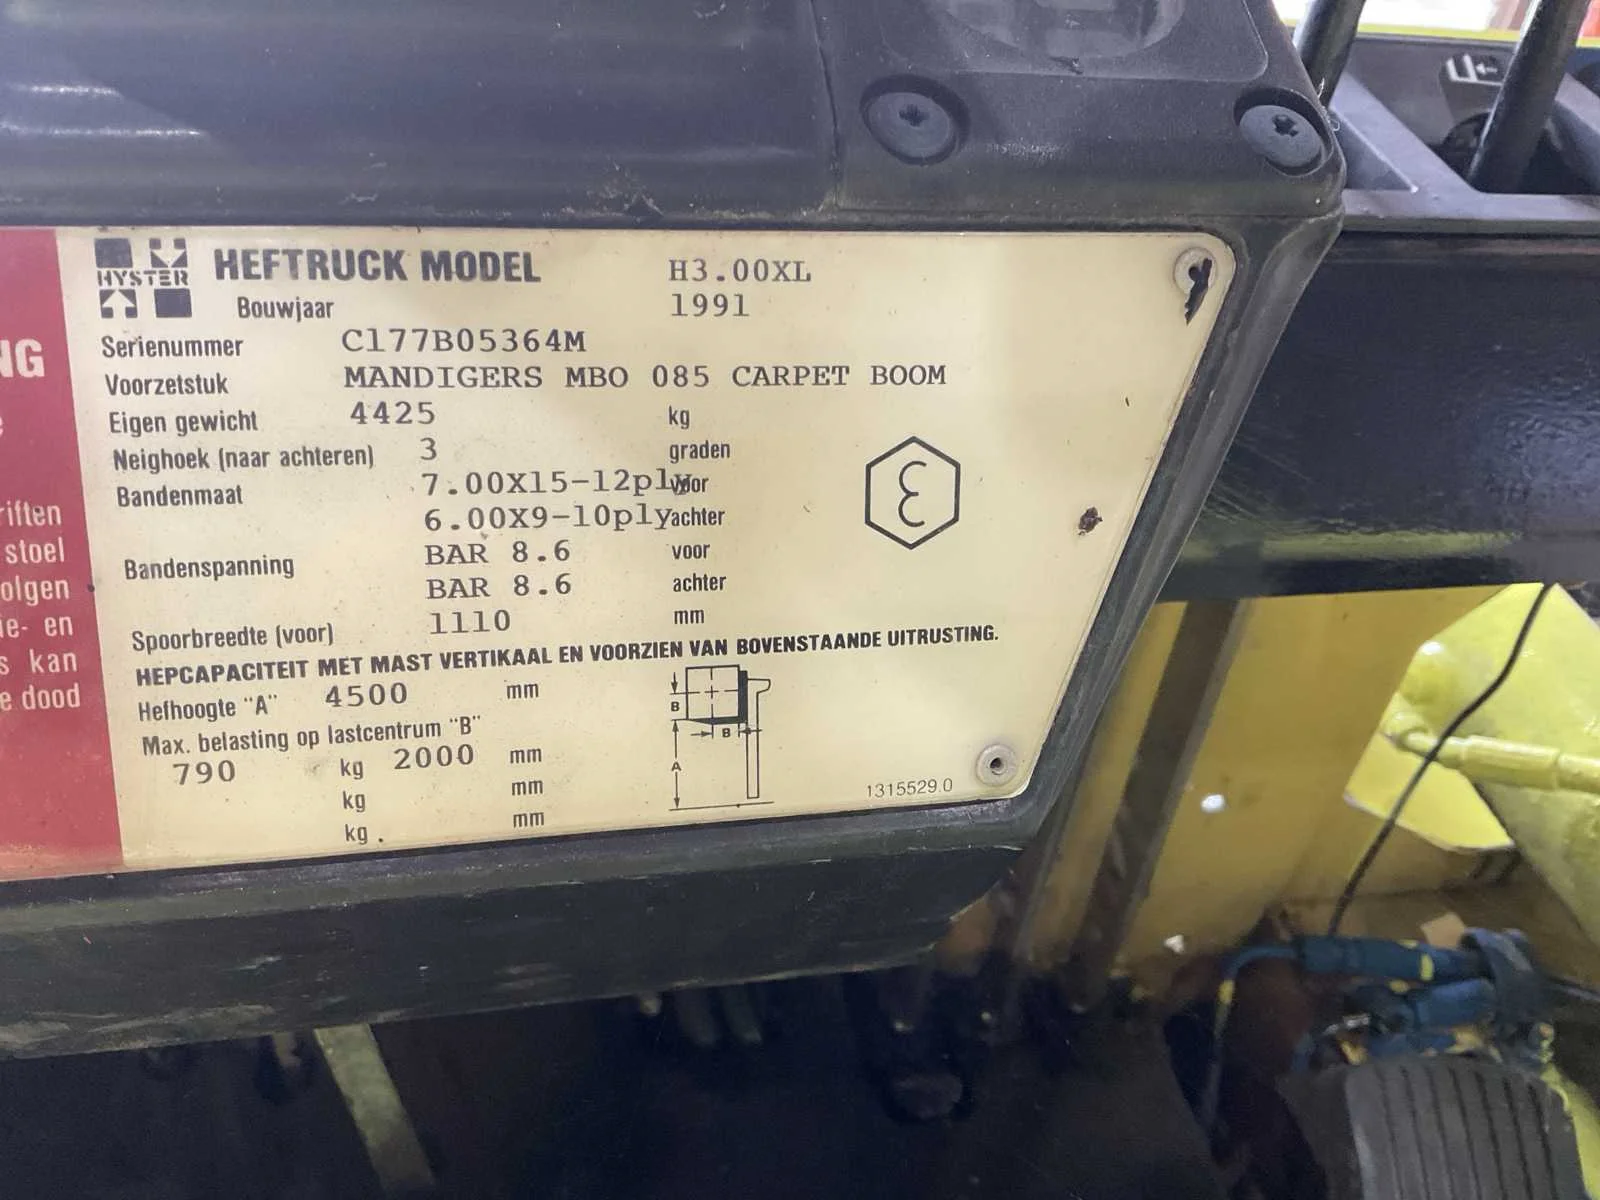 NG
riften
stoel
olgen
ie- en
s kan
e dood
HYSTER
HEFTRUCK MODEL H3.00XL
Bouwjaar 1991
Serienummer C177B05364M
Voorzetstuk MANDIGERS MBO 085 CARPET BOOM
Eigen gewicht 4425 kg
Neighoek (naar achteren) 3 graden
Bandenmaat 7.00X15-12ply voor
6.00X9-10ply achter
Bandenspanning BAR 8.6 voor
BAR 8.6 achter
Spoorbreedte (voor) 1110 mm
HEPCAPACITEIT MET MAST VERTIKAAL EN VOORZIEN VAN BOVENSTAANDE UITRUSTING.
Hefhoogte "A" 4500 mm
Max. belasting op lastcentrum "B"
790 kg 2000 mm
kg mm
kg. mm
B
B
A
1315529.0